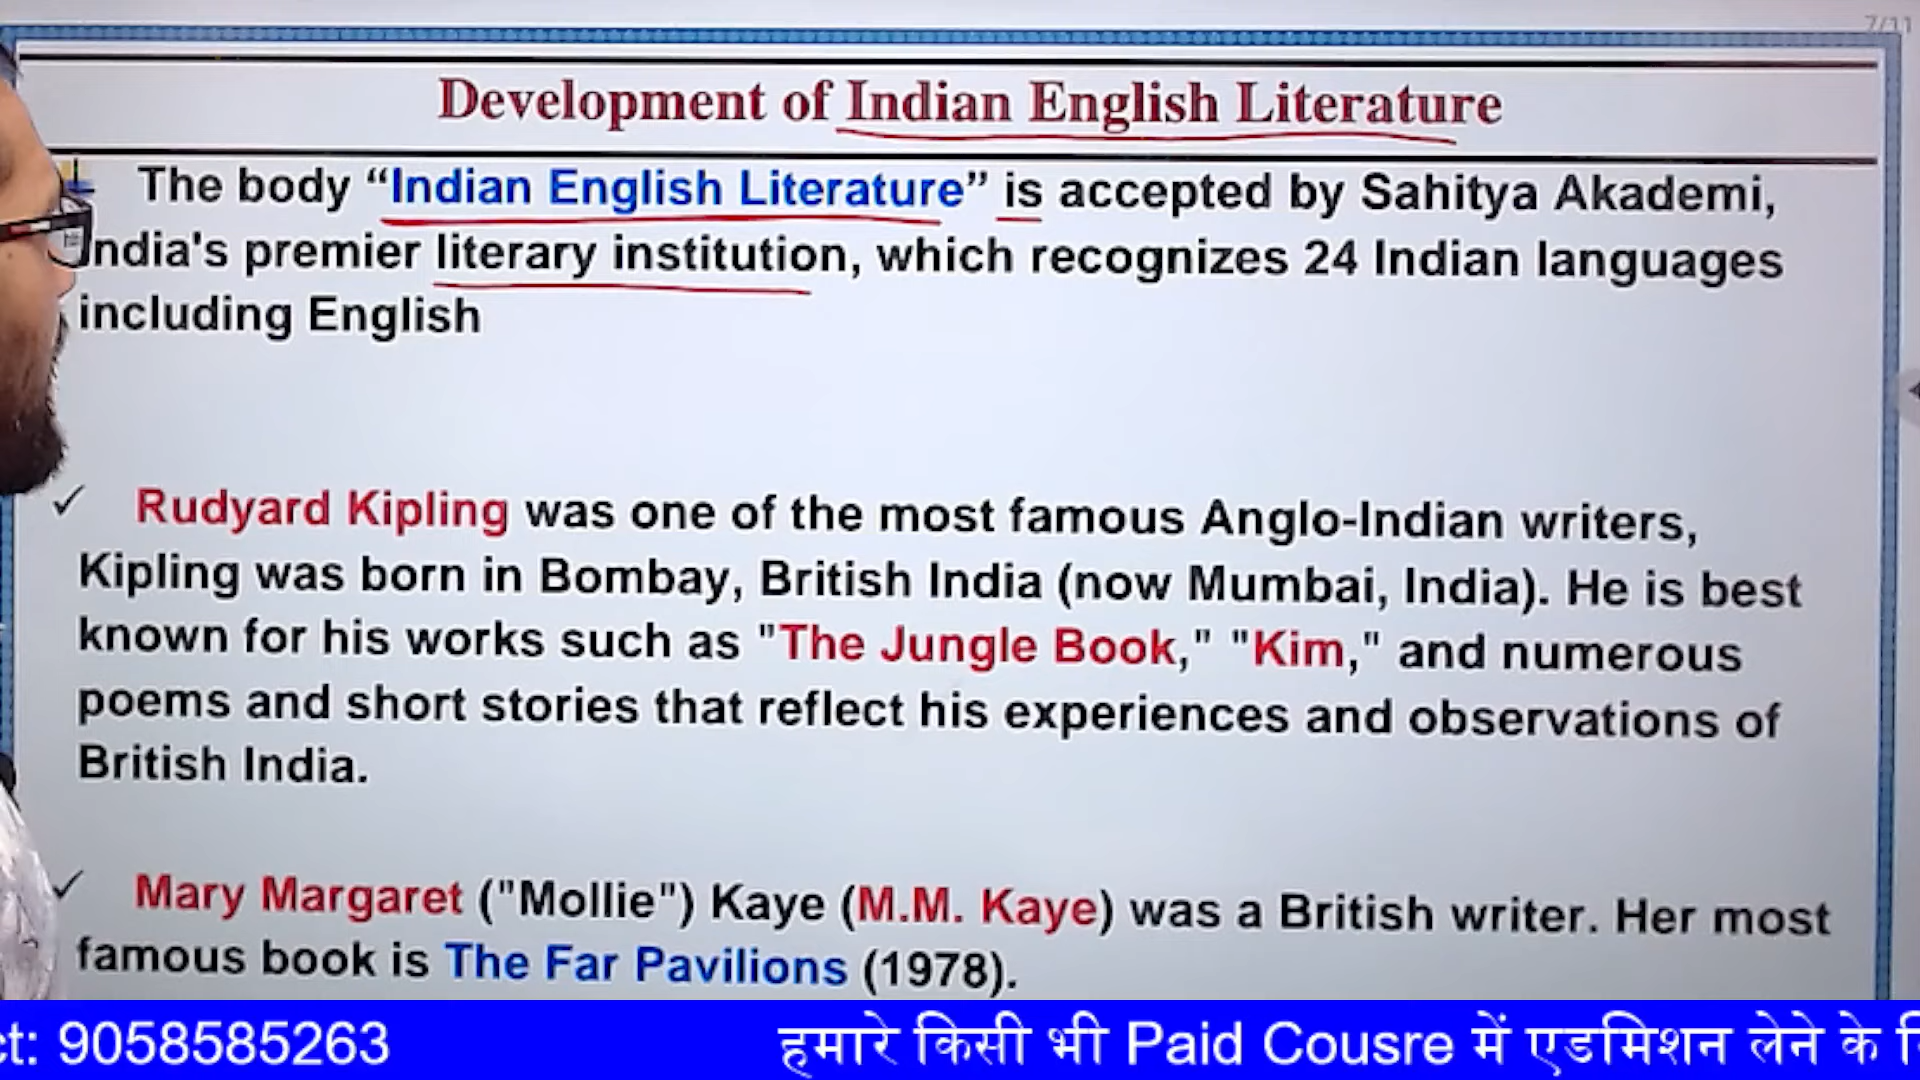 7/11
Development of Indian English Literature
The body “Indian English Literature” is accepted by Sahitya Akademi,
India's premier literary institution, which recognizes 24 Indian languages
including English
✓ Rudyard Kipling was one of the most famous Anglo-Indian writers,
Kipling was born in Bombay, British India (now Mumbai, India). He is best
known for his works such as "The Jungle Book," "Kim," and numerous
poems and short stories that reflect his experiences and observations of
British India.
✓ Mary Margaret ("Mollie") Kaye (M.M. Kaye) was a British writer. Her most
famous book is The Far Pavilions (1978).
ct: 9058585263 हमारे किसी भी Paid Cousre में एडमिशन लेने के